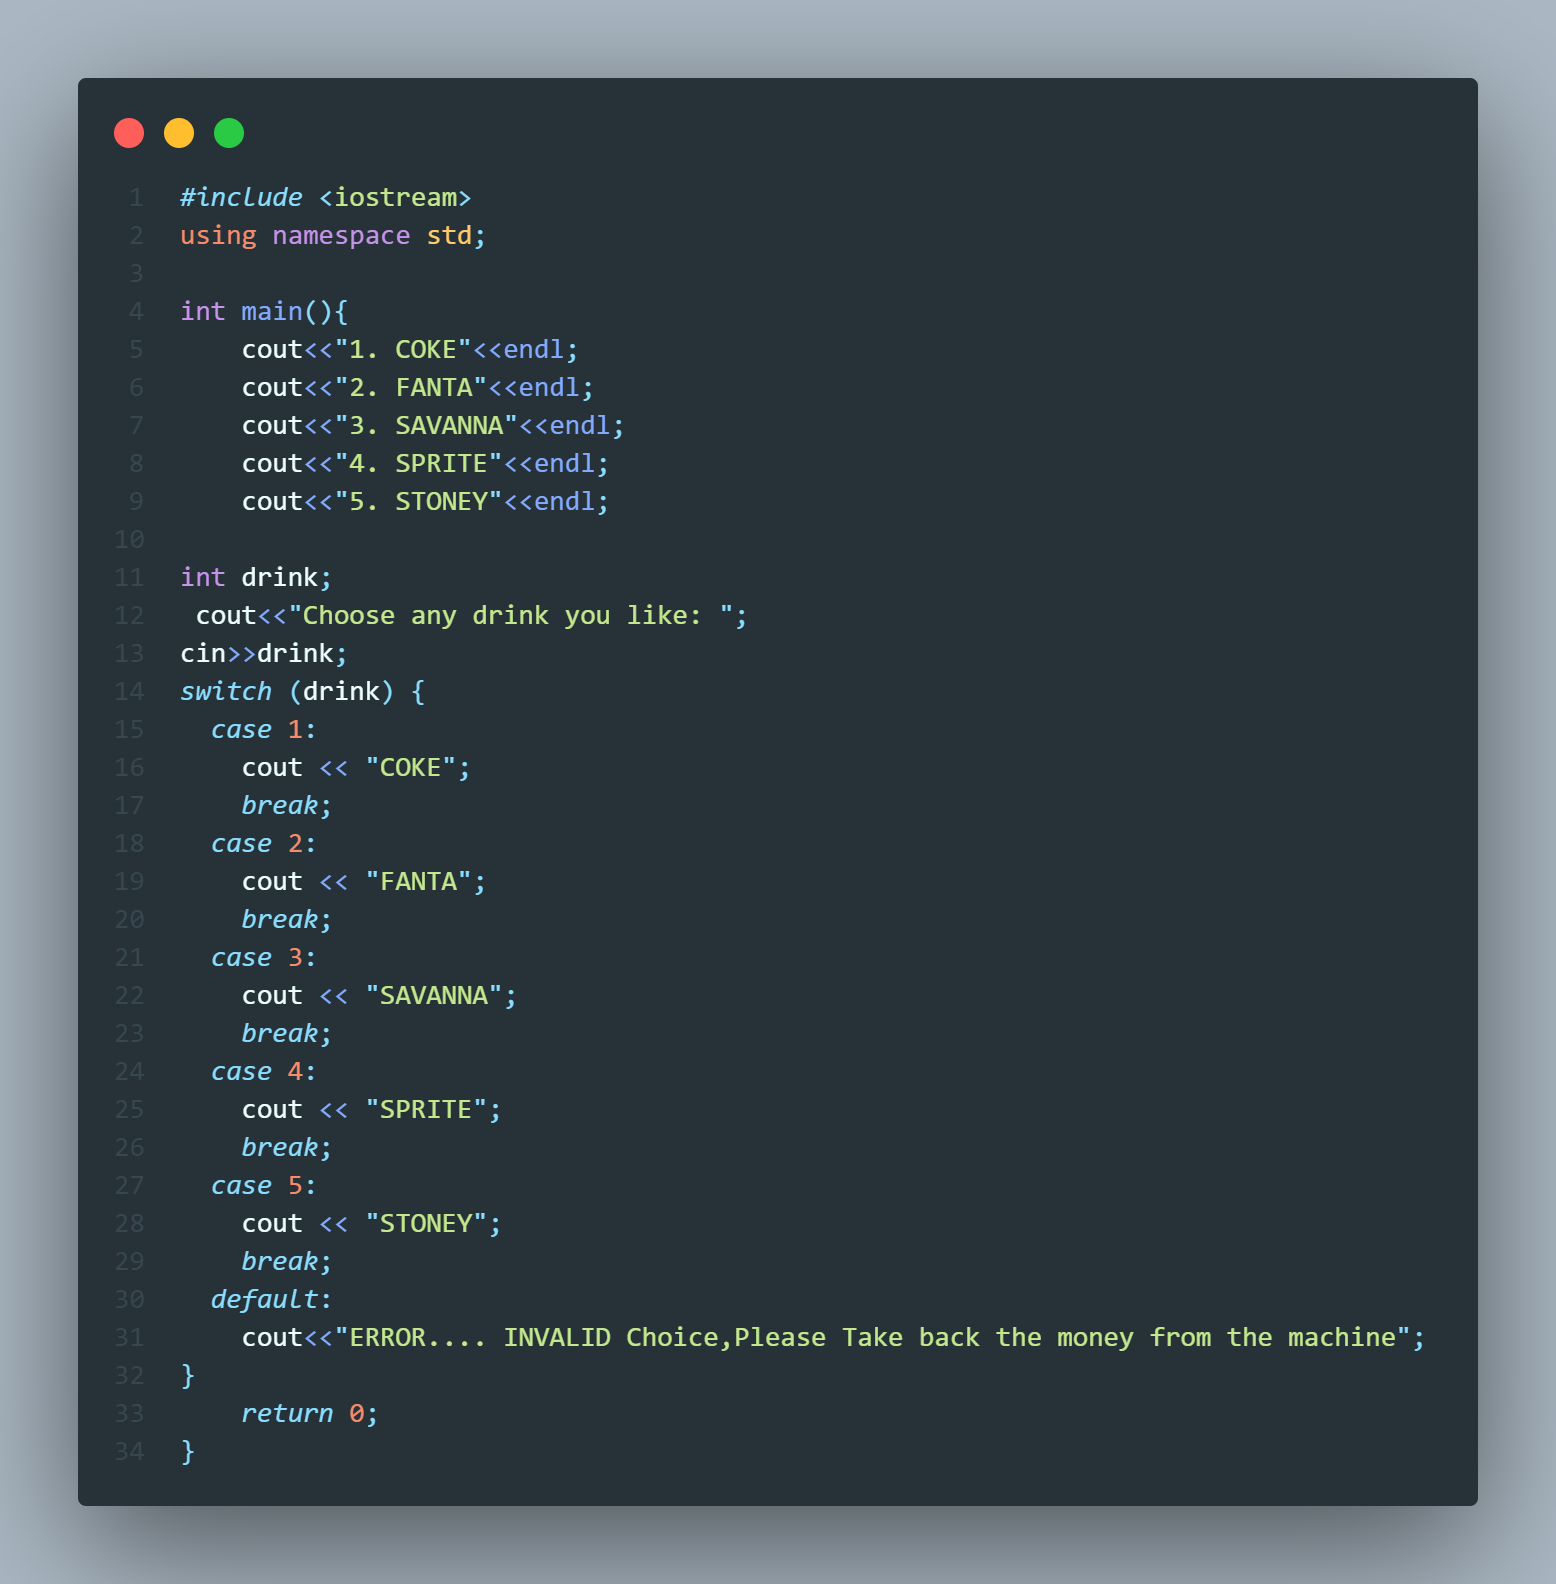 1 #include <iostream>
2 using namespace std;
3
4 int main(){
5     cout<<"1. COKE"<<endl;
6     cout<<"2. FANTA"<<endl;
7     cout<<"3. SAVANNA"<<endl;
8     cout<<"4. SPRITE"<<endl;
9     cout<<"5. STONEY"<<endl;
10
11 int drink;
12  cout<<"Choose any drink you like: ";
13 cin>>drink;
14 switch (drink) {
15   case 1:
16     cout << "COKE";
17     break;
18   case 2:
19     cout << "FANTA";
20     break;
21   case 3:
22     cout << "SAVANNA";
23     break;
24   case 4:
25     cout << "SPRITE";
26     break;
27   case 5:
28     cout << "STONEY";
29     break;
30   default:
31     cout<<"ERROR.... INVALID Choice,Please Take back the money from the machine";
32 }
33     return 0;
34 }